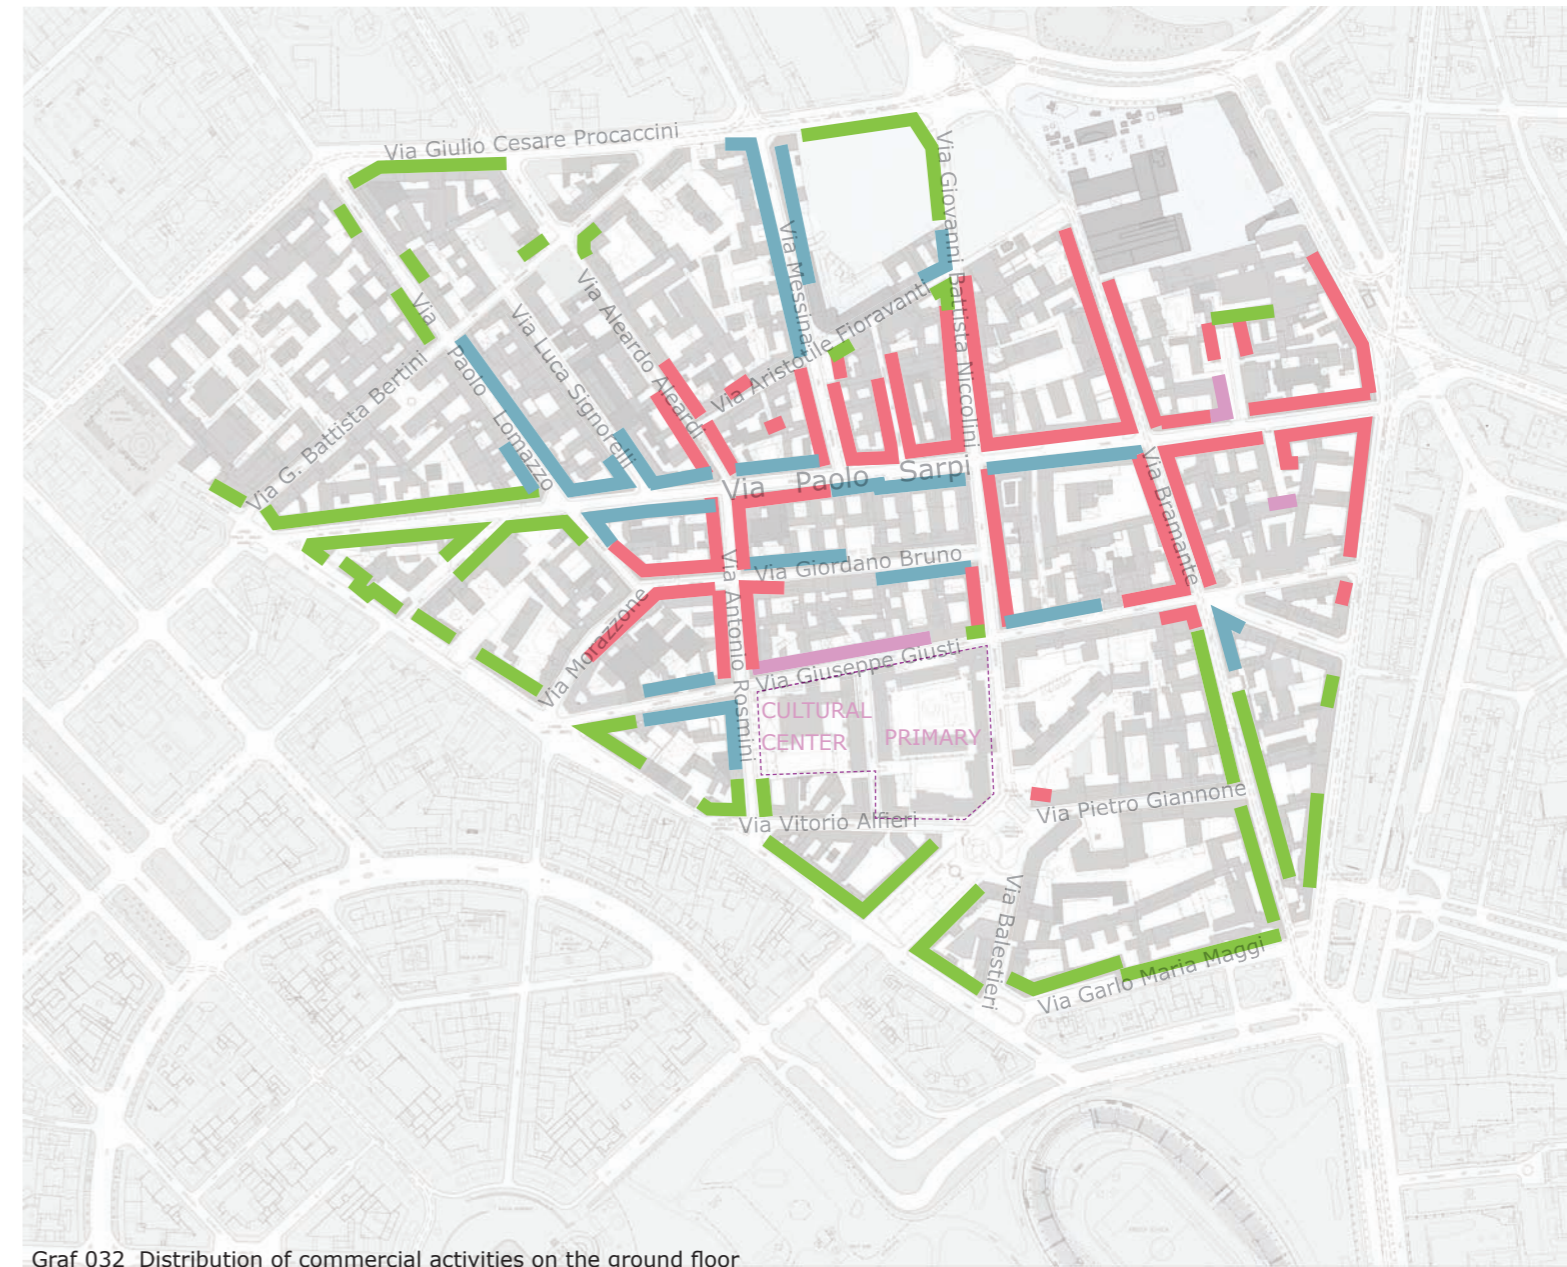 Via Giulio Cesare Procaccini
Via Giovanni Battista Niccolini
Via Messina
Via Aristotile Fioravanti
Via Aleardo Aleardi
Via Luca Signorelli
Via Paolo Lomazzo
Via G. Battista Bertini
Via Paolo Sarpi
Via Bramante
Via Giordano Bruno
Via Antonio Rosmini
Via Morazzone
Via Giuseppe Giusti
CULTURAL
CENTER
PRIMARY
Via Pietro Giannone
Via Vitorio Alfieri
Via Balestieri
Via Garlo Maria Maggi
Graf 032 Distribution of commercial activities on the ground floor